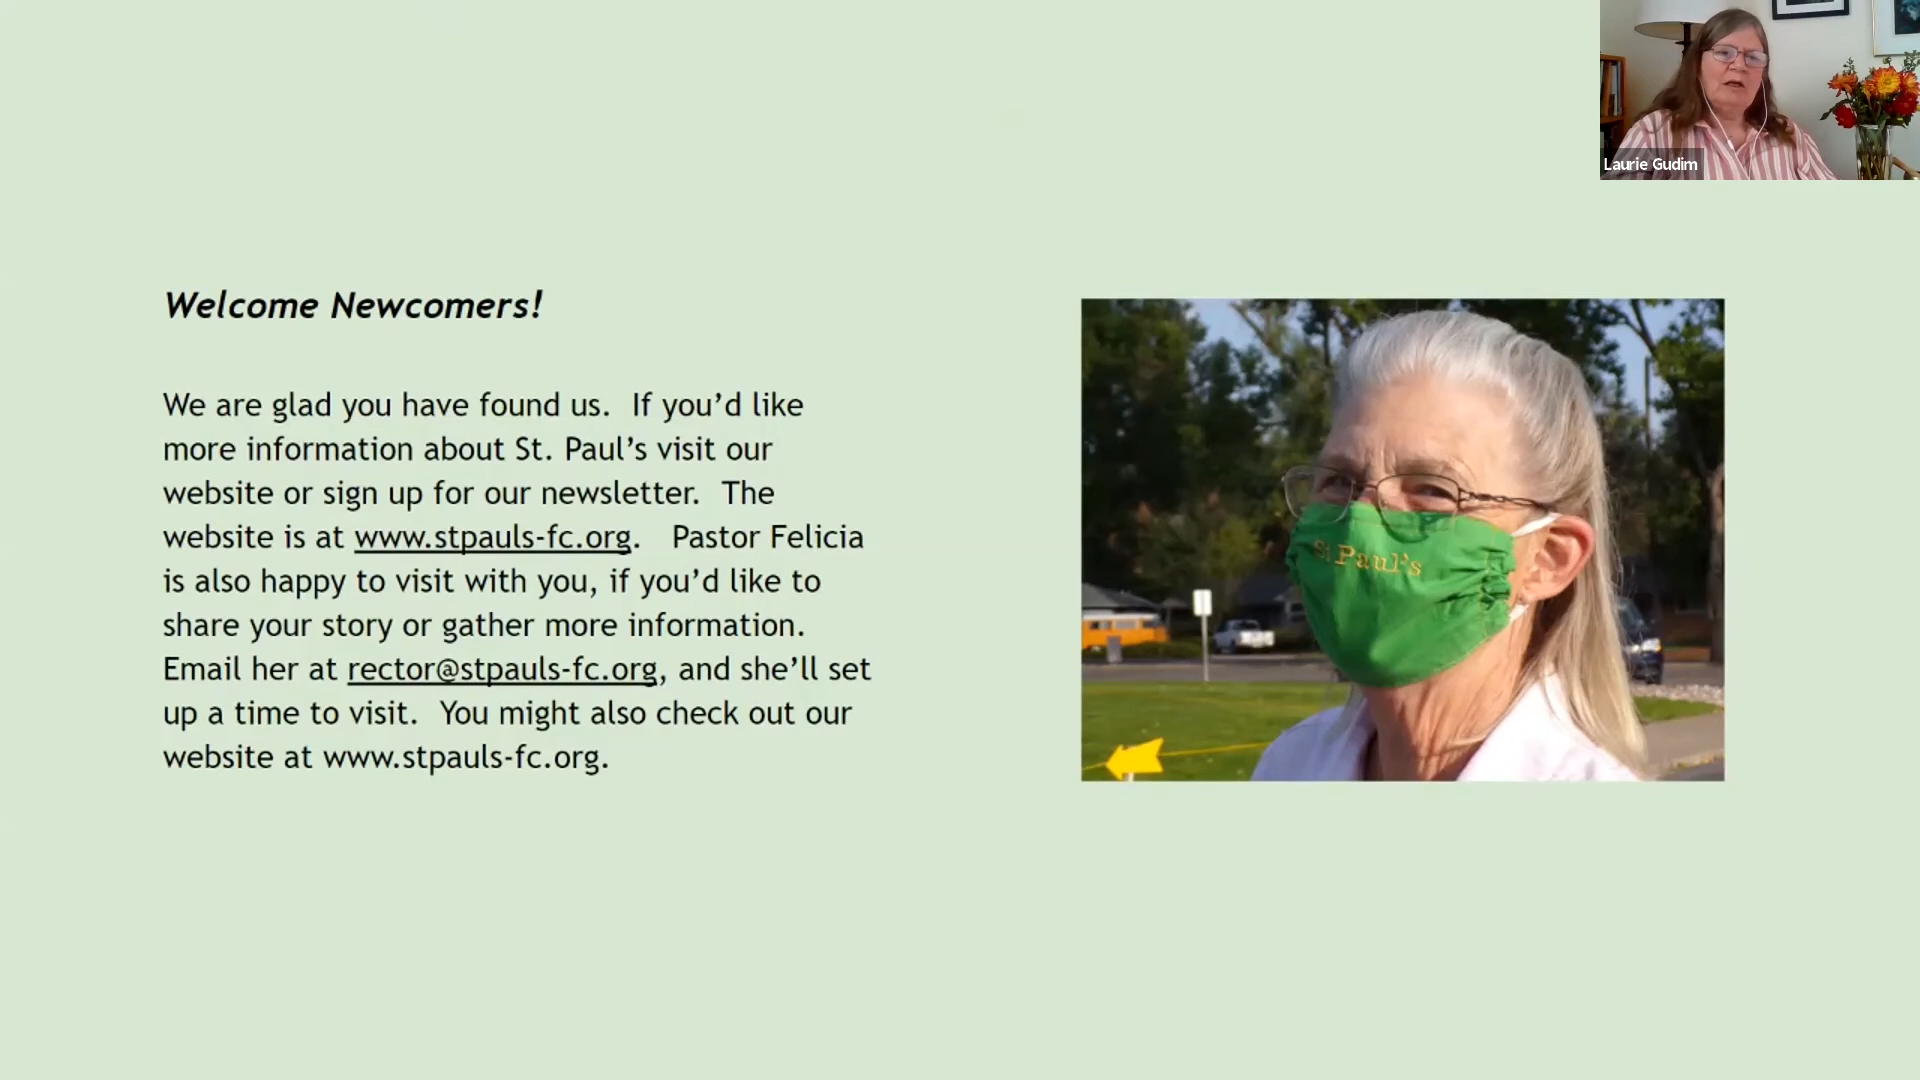 Laurie Gudim
Welcome Newcomers!
We are glad you have found us. If you’d like
more information about St. Paul’s visit our
website or sign up for our newsletter. The
website is at www.stpauls-fc.org. Pastor Felicia
is also happy to visit with you, if you’d like to
share your story or gather more information.
Email her at rector@stpauls-fc.org, and she’ll set
up a time to visit. You might also check out our
website at www.stpauls-fc.org.
St Paul's